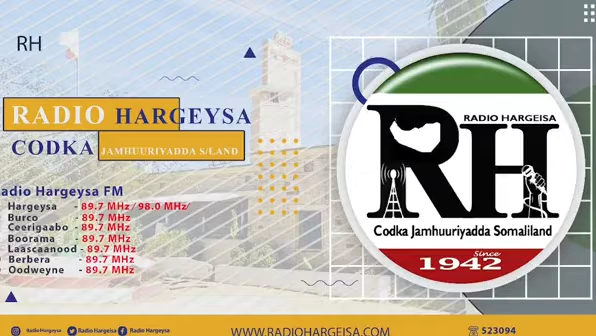 RH
RADIO HARGEYSA
CODKA JAMHUURIYADDA S/LAND
adio Hargeysa FM
Hargeysa - 89.7 MHz / 98.0 MHz/
Burco - 89.7 MHz
Ceerigaabo - 89.7 MHz
Boorama - 89.7 MHz
Laascaanood - 89.7 MHz
Berbera - 89.7 MHz
Oodweyne - 89.7 MHz
RADIO HARGEISA
RH
Codka Jamhuuriyadda Somaliland
Since
1942
Radio Hargeysa
Radio Hargeisa
Radio Hargeysa
WWW.RADIOHARGEISA.COM
523094